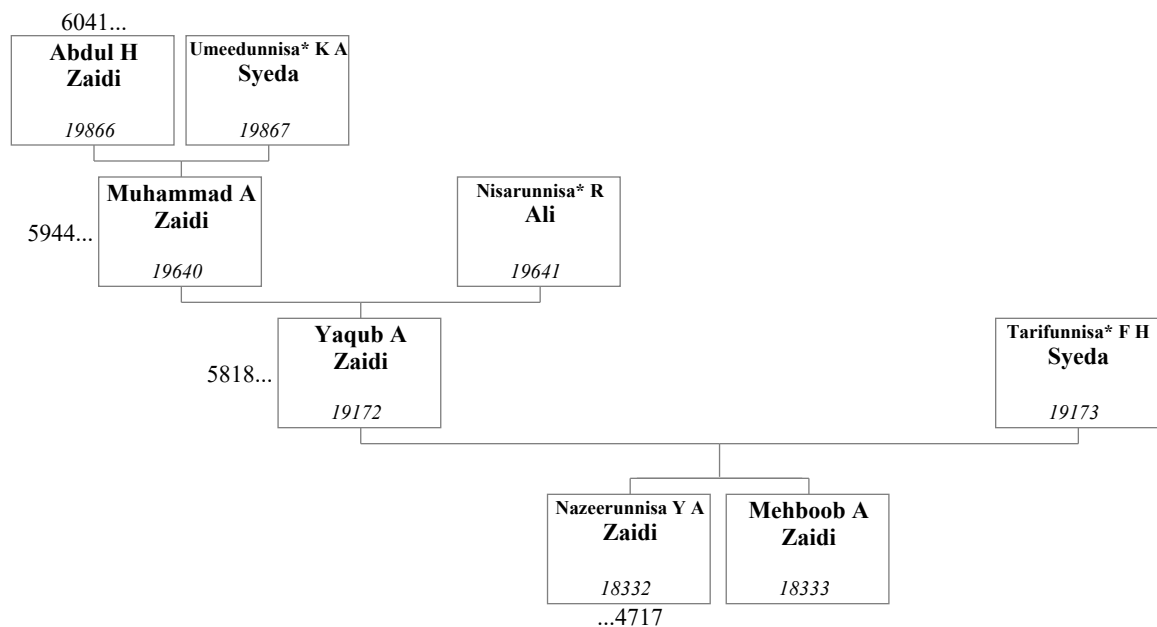 6041...
Abdul H
Zaidi
19866
Umeedunnisa* K A
Syeda
19867
5944...
Muhammad A
Zaidi
19640
Nisarunnisa* R
Ali
19641
5818...
Yaqub A
Zaidi
19172
Tarifunnisa* F H
Syeda
19173
Nazeerunnisa Y A
Zaidi
18332
...4717
Mehboob A
Zaidi
18333